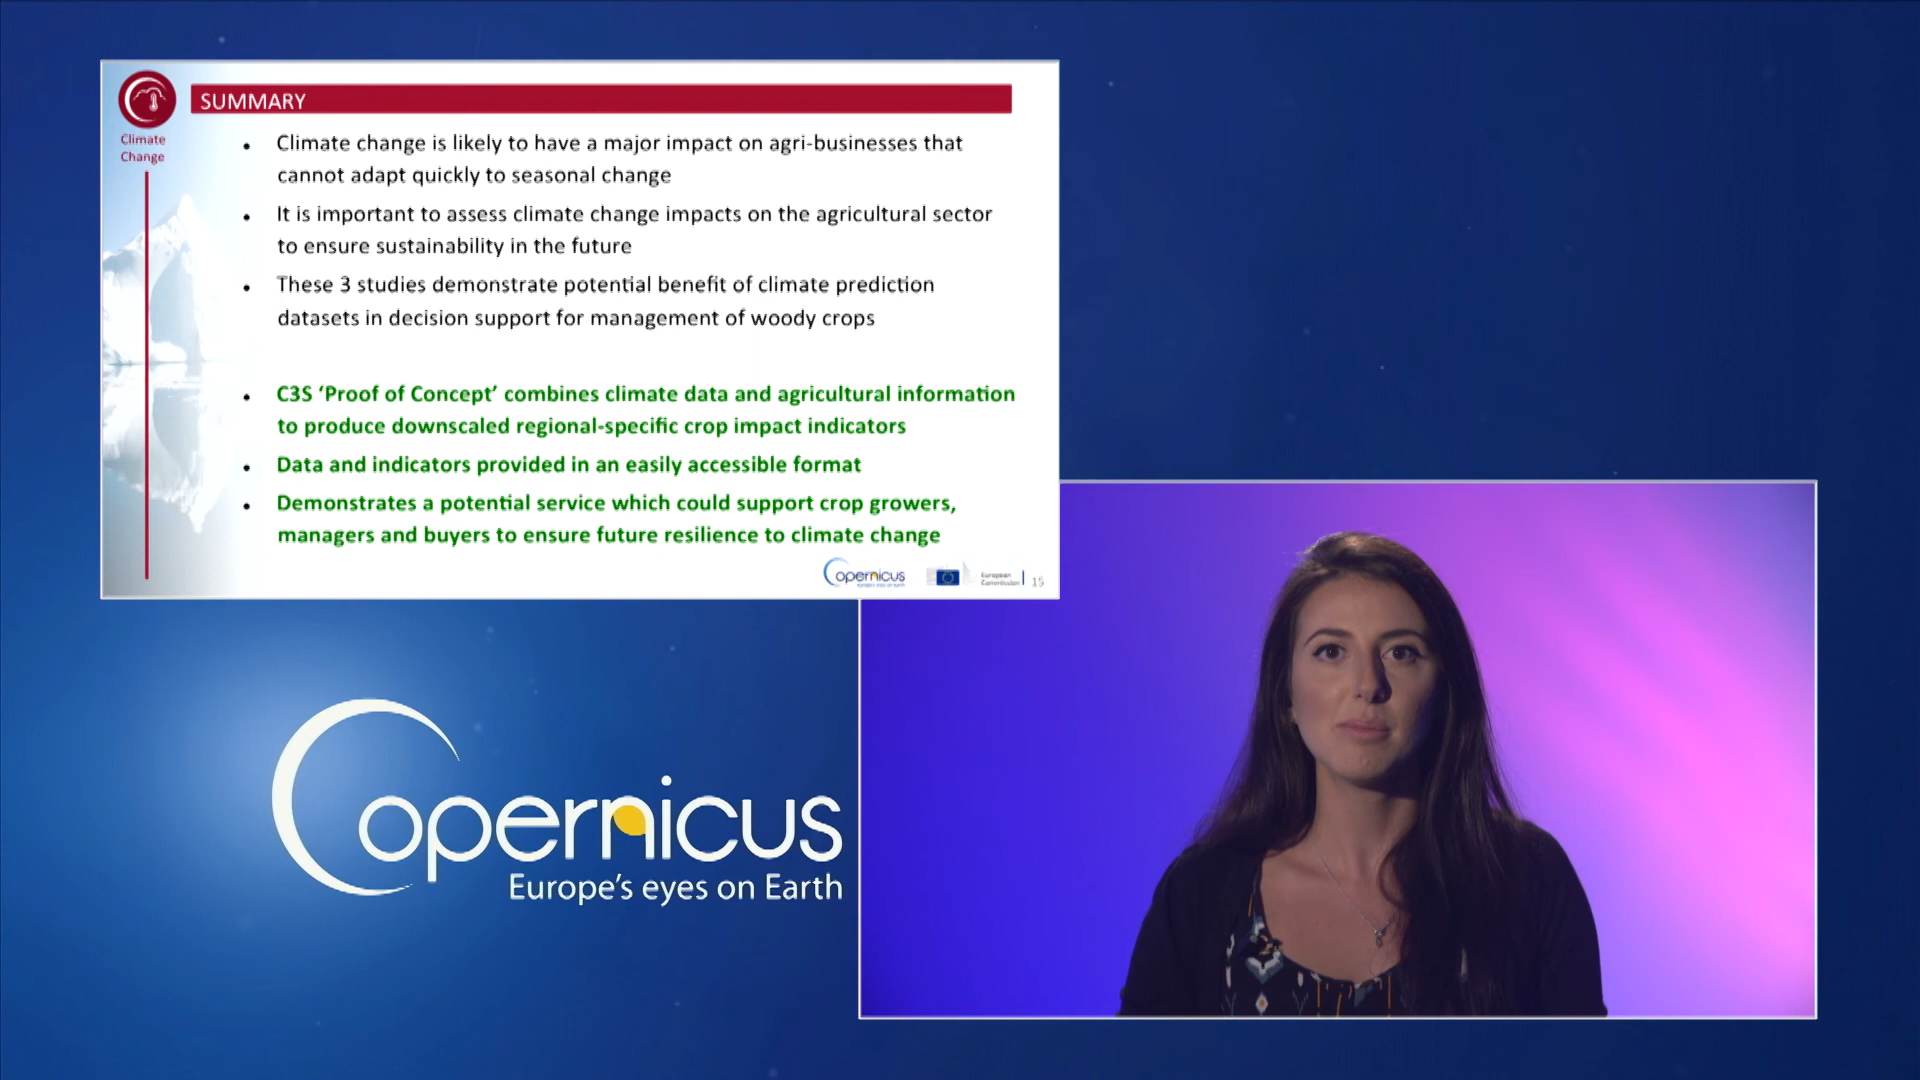 SUMMARY
Climate
Change
• Climate change is likely to have a major impact on agri-businesses that
cannot adapt quickly to seasonal change
• It is important to assess climate change impacts on the agricultural sector
to ensure sustainability in the future
• These 3 studies demonstrate potential benefit of climate prediction
datasets in decision support for management of woody crops
• C3S ‘Proof of Concept’ combines climate data and agricultural information
to produce downscaled regional-specific crop impact indicators
• Data and indicators provided in an easily accessible format
• Demonstrates a potential service which could support crop growers,
managers and buyers to ensure future resilience to climate change
Copernicus
European
Commission
15
Copernicus
Europe's eyes on Earth